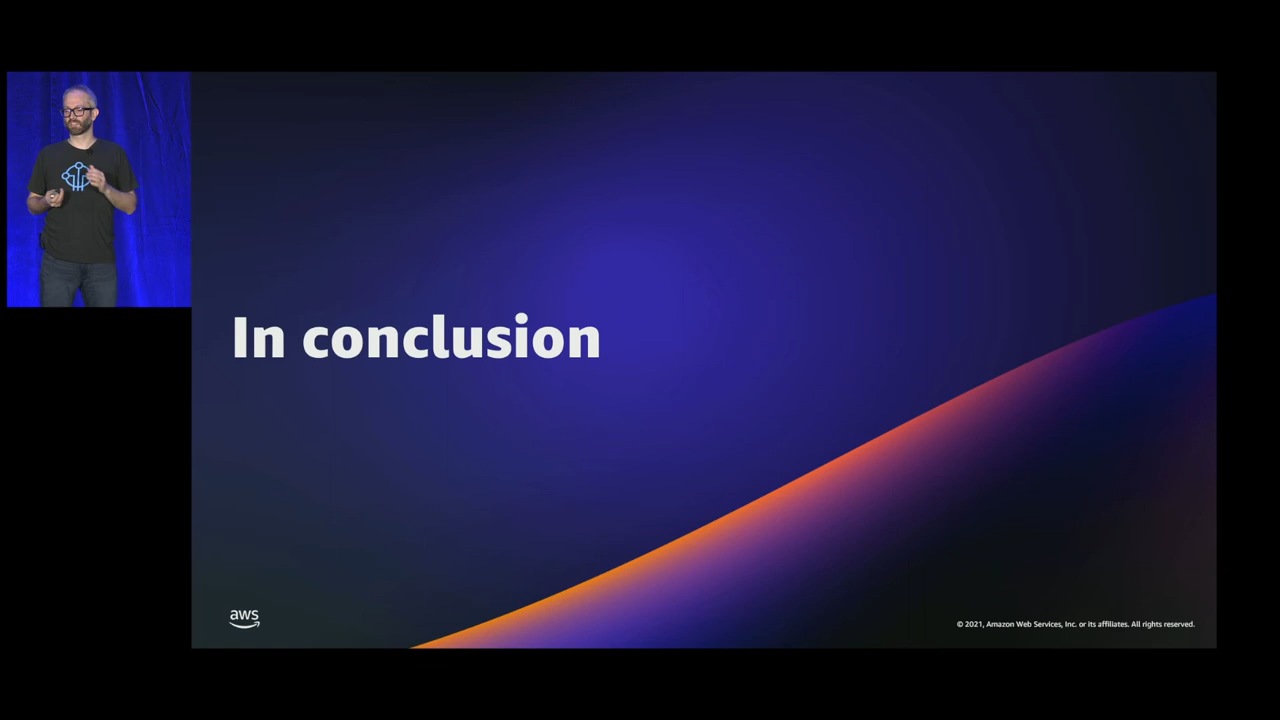 In conclusion
aws
© 2021, Amazon Web Services, Inc. or its affiliates. All rights reserved.